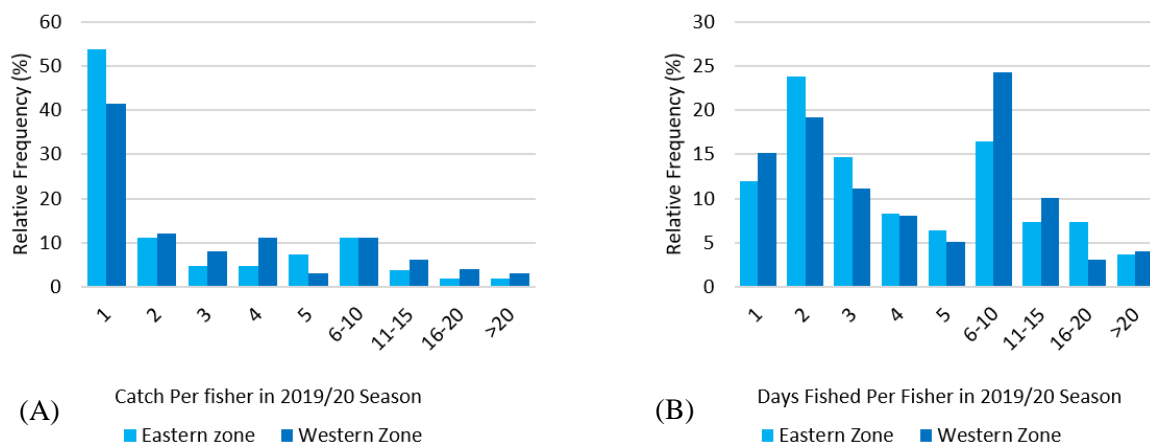 60
50
40
30
20
10
0
Relative Frequency (%)
1 2 3 4 5 6-10 11-15 16-20 >20
Catch Per fisher in 2019/20 Season
(A)
Eastern zone Western Zone
30
25
20
15
10
5
0
Relative Frequency (%)
1 2 3 4 5 6-10 11-15 16-20 >20
Days Fished Per Fisher in 2019/20 Season
(B)
Eastern Zone Western Zone